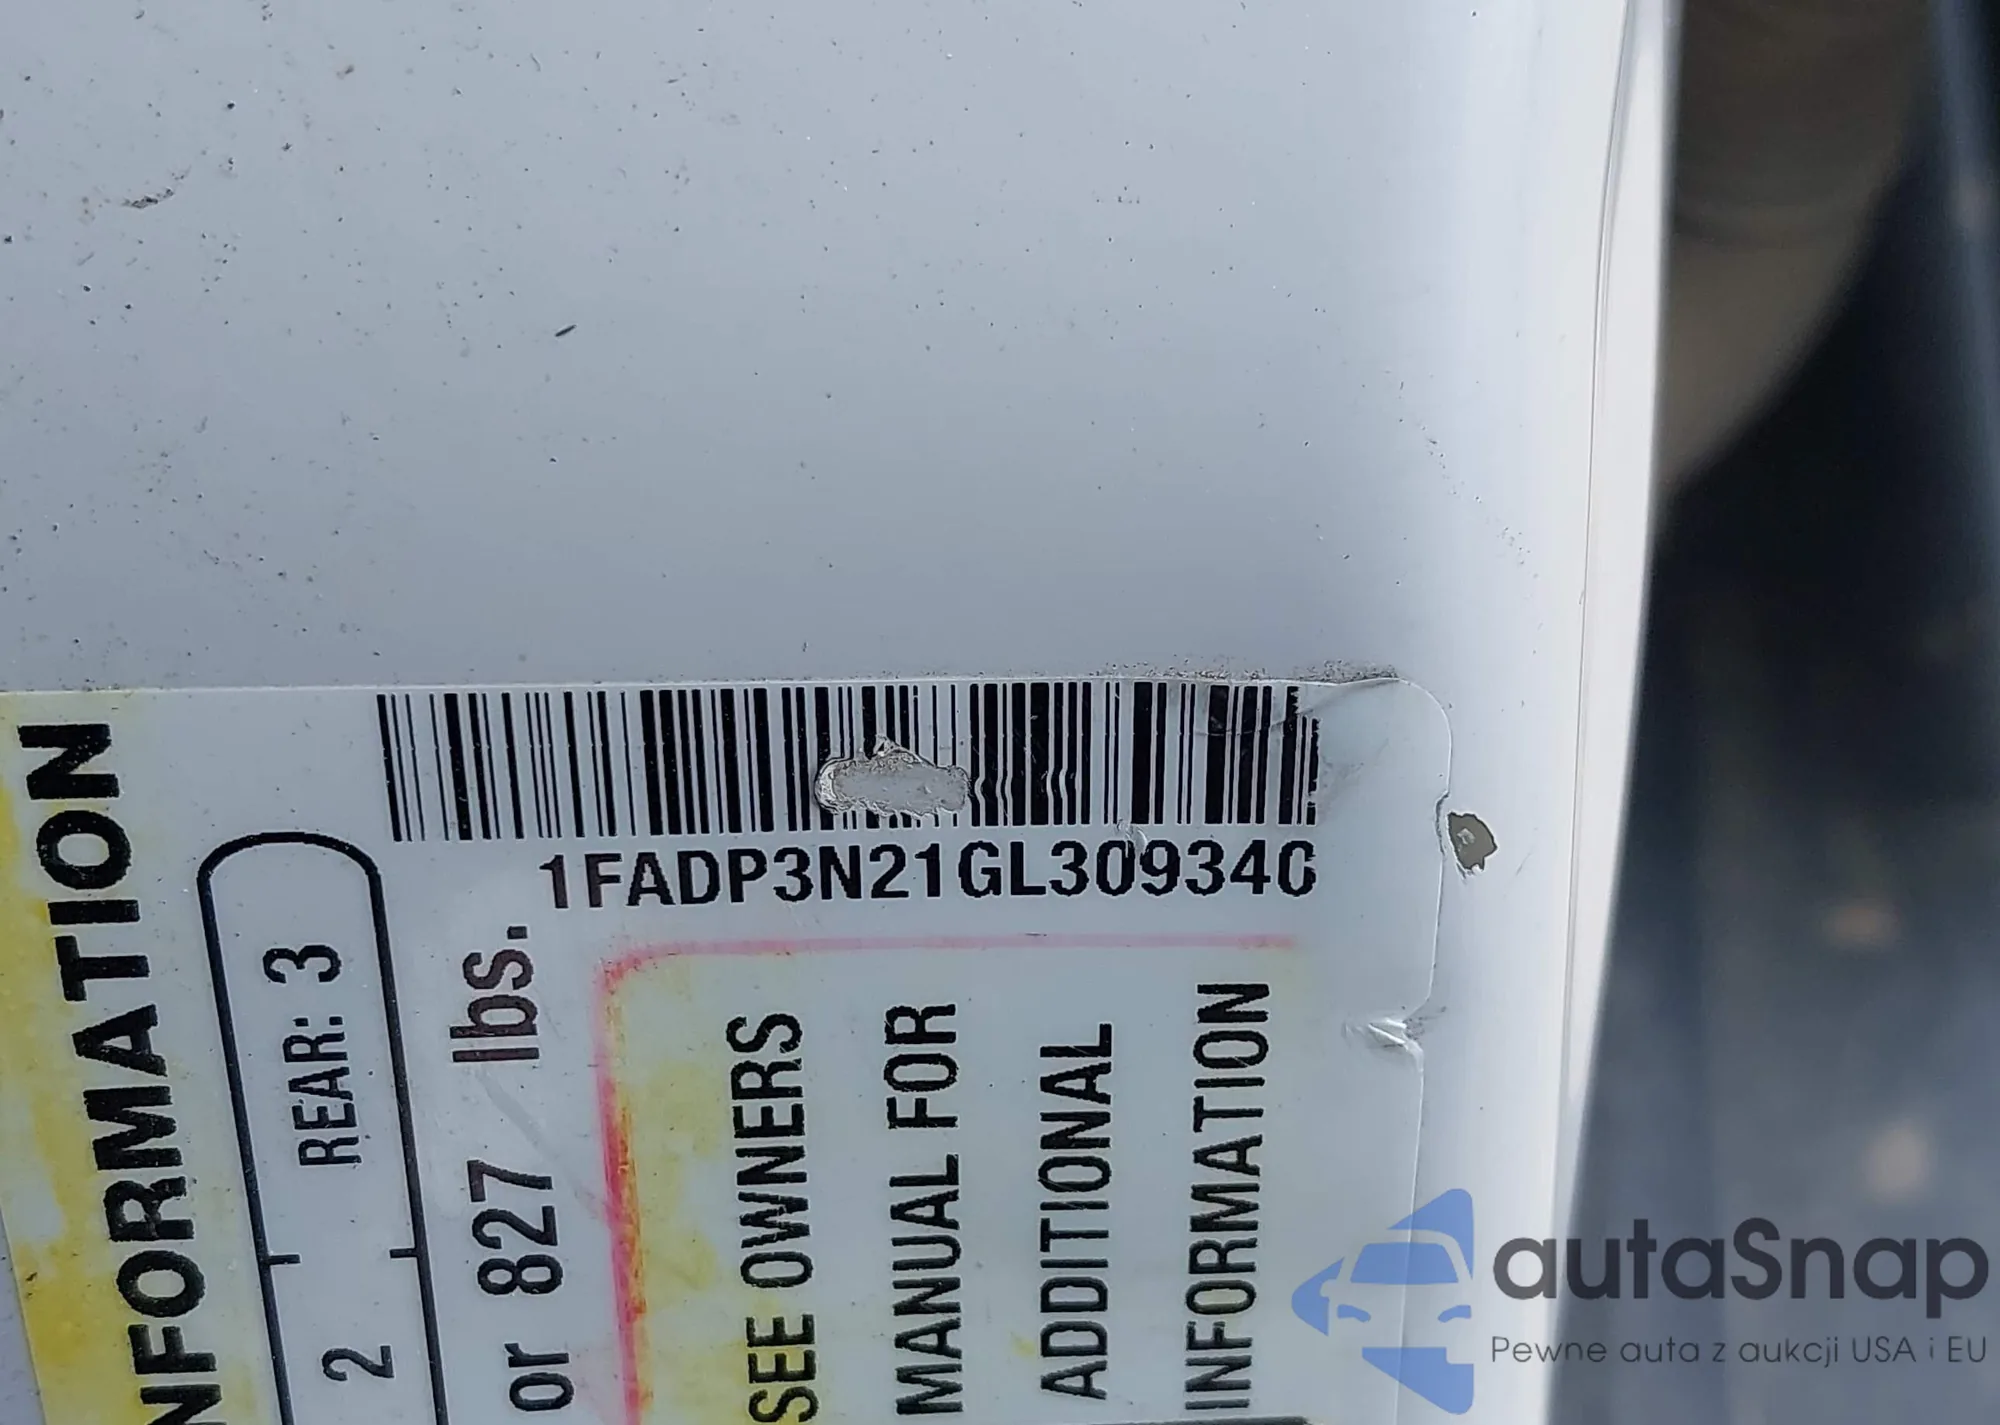 1FADP3N21GL309340
INFORMATION
2 REAR: 3
or 827 lbs.
SEE OWNERS
MANUAL FOR
ADDITIONAL
INFORMATION
autaSnap
Pewne auta z aukcji USA i EU